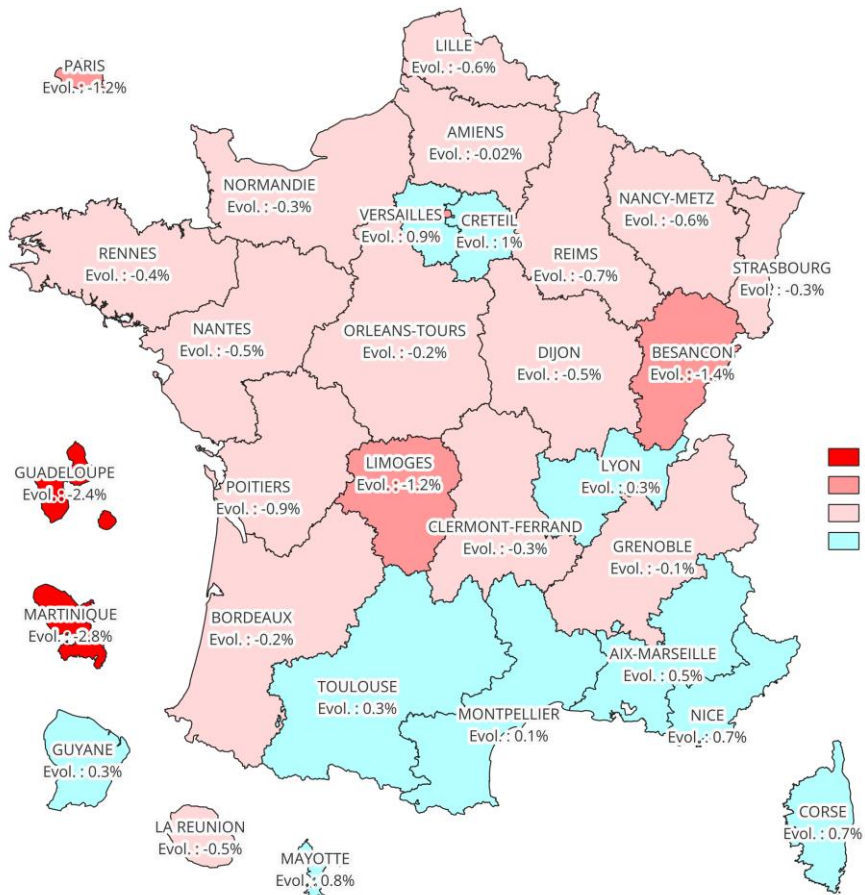 LILLE
Evol. : -0.6%
PARIS
Evol. : -1.2%
AMIENS
Evol. : -0.02%
NORMANDIE
Evol. : -0.3%
VERSAILLES
Evol. : 0.9%
CRETEIL
Evol. : 1%
NANCY-METZ
Evol. : -0.6%
RENNES
Evol. : -0.4%
REIMS
Evol. : -0.7%
STRASBOURG
Evol. : -0.3%
NANTES
Evol. : -0.5%
ORLEANS-TOURS
Evol. : -0.2%
DIJON
Evol. : -0.5%
BESANCON
Evol. : -1.4%
GUADELOUPE
Evol. : -2.4%
POITIERS
Evol. : -0.9%
LIMOGES
Evol. : -1.2%
LYON
Evol. : 0.3%
CLERMONT-FERRAND
Evol. : -0.3%
GRENOBLE
Evol. : -0.1%
MARTINIQUE
Evol. : -2.8%
BORDEAUX
Evol. : -0.2%
AIX-MARSEILLE
Evol. : 0.5%
TOULOUSE
Evol. : 0.3%
MONTPELLIER
Evol. : 0.1%
NICE
Evol. : 0.7%
GUYANE
Evol. : 0.3%
LA REUNION
Evol. : -0.5%
MAYOTTE
Evol. : 0.8%
CORSE
Evol. : 0.7%